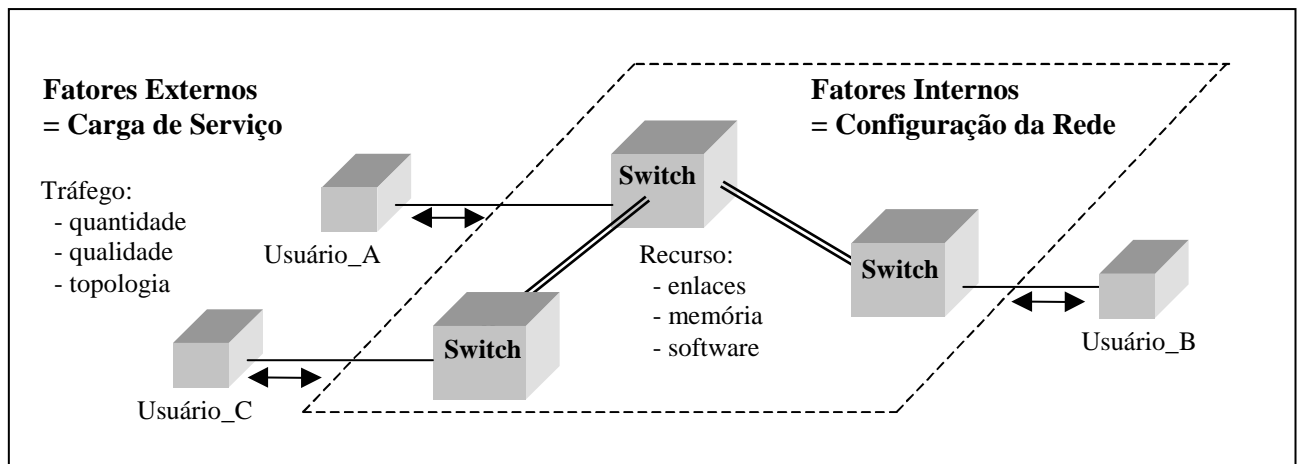 Fatores Externos
= Carga de Serviço
Fatores Internos
= Configuração da Rede
Tráfego:
- quantidade
- qualidade
- topologia
Usuário_A
Switch
Recurso:
- enlaces
- memória
- software
Switch
Usuário_B
Switch
Usuário_C